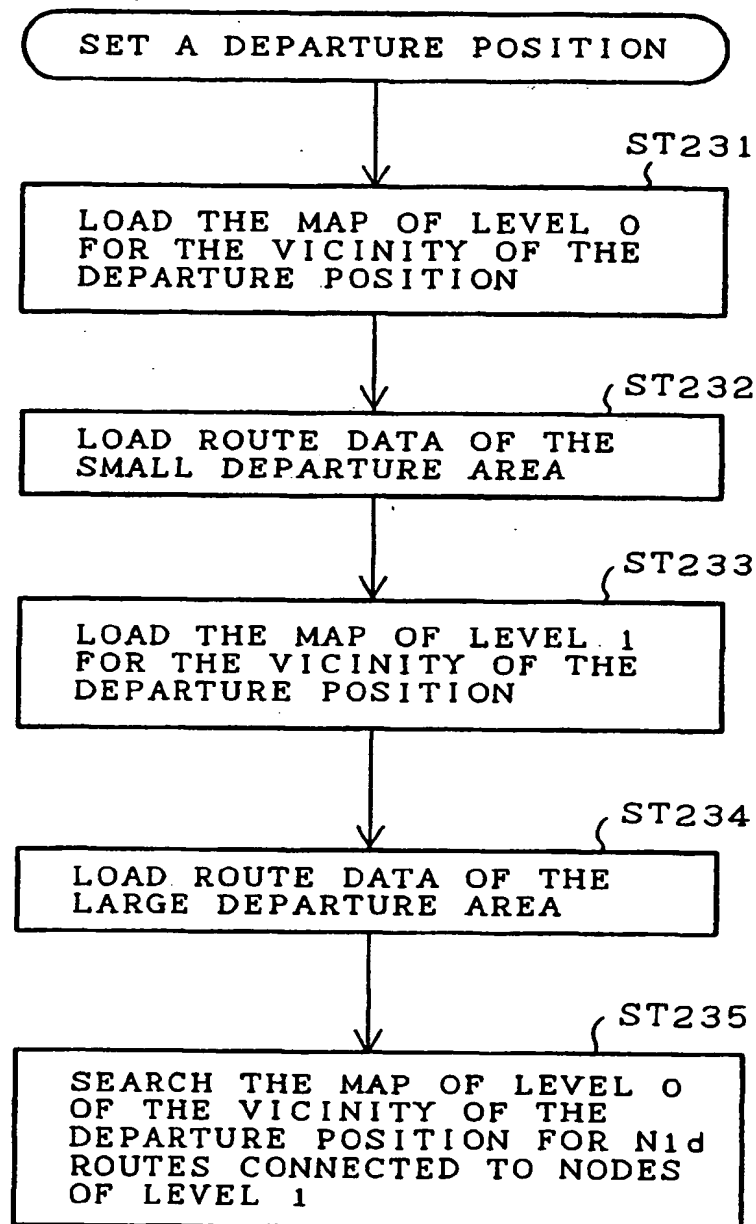 SET A DEPARTURE POSITION
ST231
LOAD THE MAP OF LEVEL 0
FOR THE VICINITY OF THE
DEPARTURE POSITION
ST232
LOAD ROUTE DATA OF THE
SMALL DEPARTURE AREA
ST233
LOAD THE MAP OF LEVEL 1
FOR THE VICINITY OF THE
DEPARTURE POSITION
ST234
LOAD ROUTE DATA OF THE
LARGE DEPARTURE AREA
ST235
SEARCH THE MAP OF LEVEL 0
OF THE VICINITY OF THE
DEPARTURE POSITION FOR N1d
ROUTES CONNECTED TO NODES
OF LEVEL 1